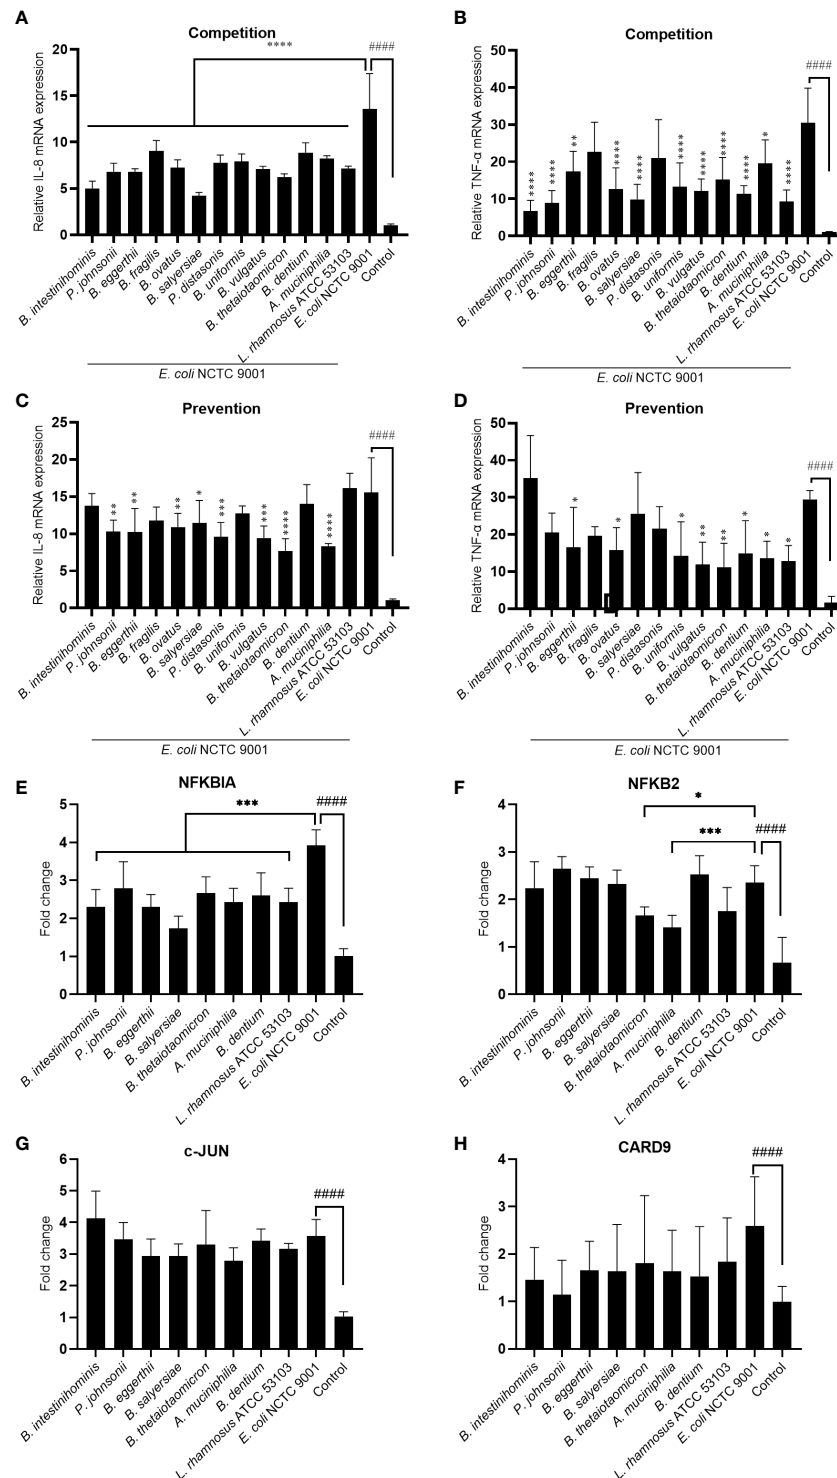 A
Competition
Relative IL-8 mRNA expression
20
15
10
5
0
****
####
B. intestinihominis
P. johnsonii
B. eggerthii
B. fragilis
B. ovatus
B. salyersiae
P. distasonis
B. uniformis
B. vulgatus
B. thetaiotaomicron
B. dentium
A. muciniphilia
L. rhamnosus ATCC 53103
E. coli NCTC 9001
Control
E. coli NCTC 9001
B
Competition
Relative TNF-α mRNA expression
50
40
30
20
10
0
****
****
**
****
****
****
****
****
****
*
****
####
B. intestinihominis
P. johnsonii
B. eggerthii
B. fragilis
B. ovatus
B. salyersiae
P. distasonis
B. uniformis
B. vulgatus
B. thetaiotaomicron
B. dentium
A. muciniphilia
L. rhamnosus ATCC 53103
E. coli NCTC 9001
Control
E. coli NCTC 9001
C
Prevention
Relative IL-8 mRNA expression
25
20
15
10
5
0
**
**
**
*
***
***
****
****
####
B. intestinihominis
P. johnsonii
B. eggerthii
B. fragilis
B. ovatus
B. salyersiae
P. distasonis
B. uniformis
B. vulgatus
B. thetaiotaomicron
B. dentium
A. muciniphilia
L. rhamnosus ATCC 53103
E. coli NCTC 9001
Control
E. coli NCTC 9001
D
Prevention
Relative TNF-α mRNA expression
50
40
30
20
10
0
*
*
*
**
**
*
*
*
####
B. intestinihominis
P. johnsonii
B. eggerthii
B. fragilis
B. ovatus
B. salyersiae
P. distasonis
B. uniformis
B. vulgatus
B. thetaiotaomicron
B. dentium
A. muciniphilia
L. rhamnosus ATCC 53103
E. coli NCTC 9001
Control
E. coli NCTC 9001
E
NFKBIA
Fold change
5
4
3
2
1
0
***
####
B. intestinihominis
P. johnsonii
B. eggerthii
B. salyersiae
B. thetaiotaomicron
A. muciniphilia
B. dentium
L. rhamnosus ATCC 53103
E. coli NCTC 9001
Control
F
NFKB2
Fold change
4
3
2
1
0
*
***
####
B. intestinihominis
P. johnsonii
B. eggerthii
B. salyersiae
B. thetaiotaomicron
A. muciniphilia
B. dentium
L. rhamnosus ATCC 53103
E. coli NCTC 9001
Control
G
c-JUN
Fold change
6
5
4
3
2
1
0
####
B. intestinihominis
P. johnsonii
B. eggerthii
B. salyersiae
B. thetaiotaomicron
A. muciniphilia
B. dentium
L. rhamnosus ATCC 53103
E. coli NCTC 9001
Control
H
CARD9
Fold change
4
3
2
1
0
####
B. intestinihominis
P. johnsonii
B. eggerthii
B. salyersiae
B. thetaiotaomicron
A. muciniphilia
B. dentium
L. rhamnosus ATCC 53103
E. coli NCTC 9001
Control